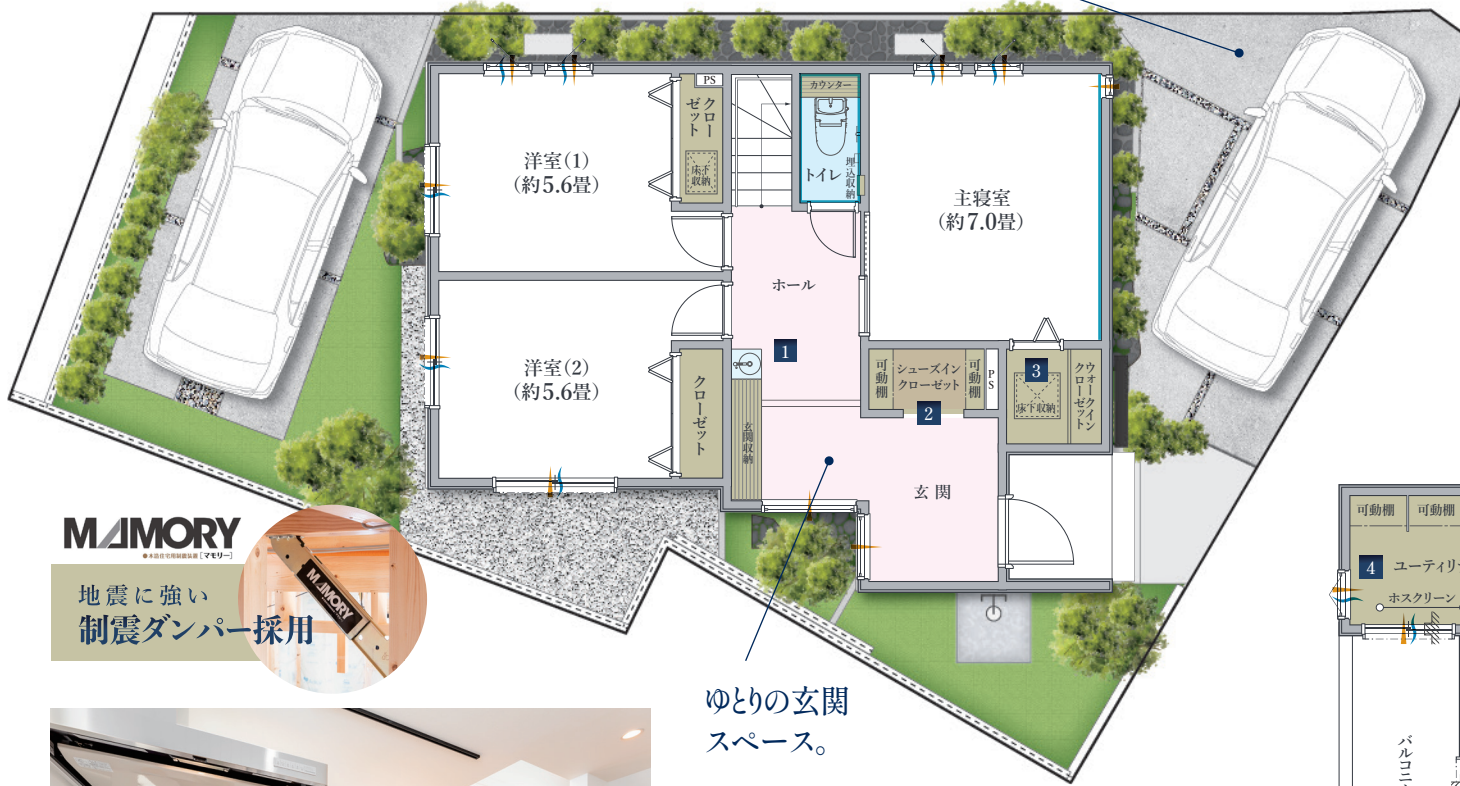 カウンター
PS
クロー
ゼット
床下
収納
洋室(1)
(約5.6畳)
トイレ
埋込収納
主寝室
(約7.0畳)
ホール
1
洋室(2)
(約5.6畳)
クローゼット
玄関収納
可動棚
シューズイン
クローゼット
可動棚
PS
2
3
床下収納
ウォークイン
クローゼット
玄関
MAMORY
●木造住宅用制震装置［マモリー］
MAMORY
地震に強い
制震ダンパー採用
ゆとりの玄関
スペース。
可動棚
可動棚
4
ユーティリ
ホスクリーン
バルコニ